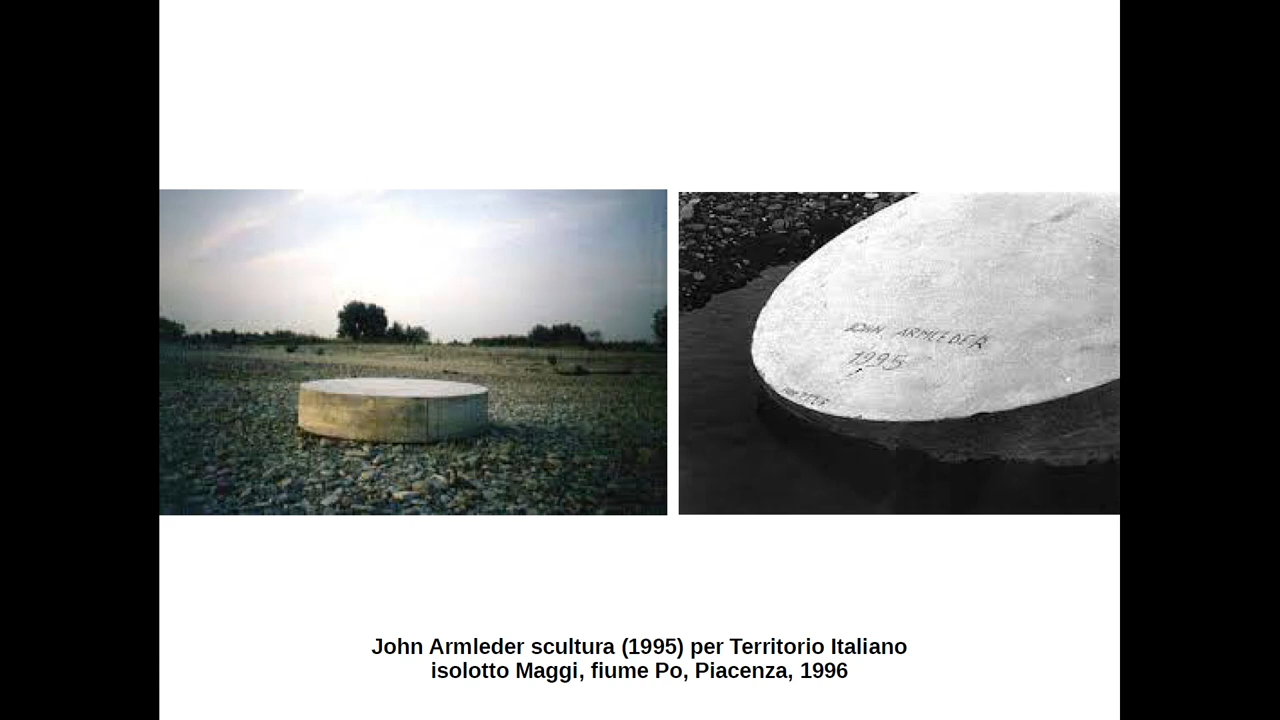 JOHN ARMLEDER
1995
John Armleder scultura (1995) per Territorio Italiano
isolotto Maggi, fiume Po, Piacenza, 1996